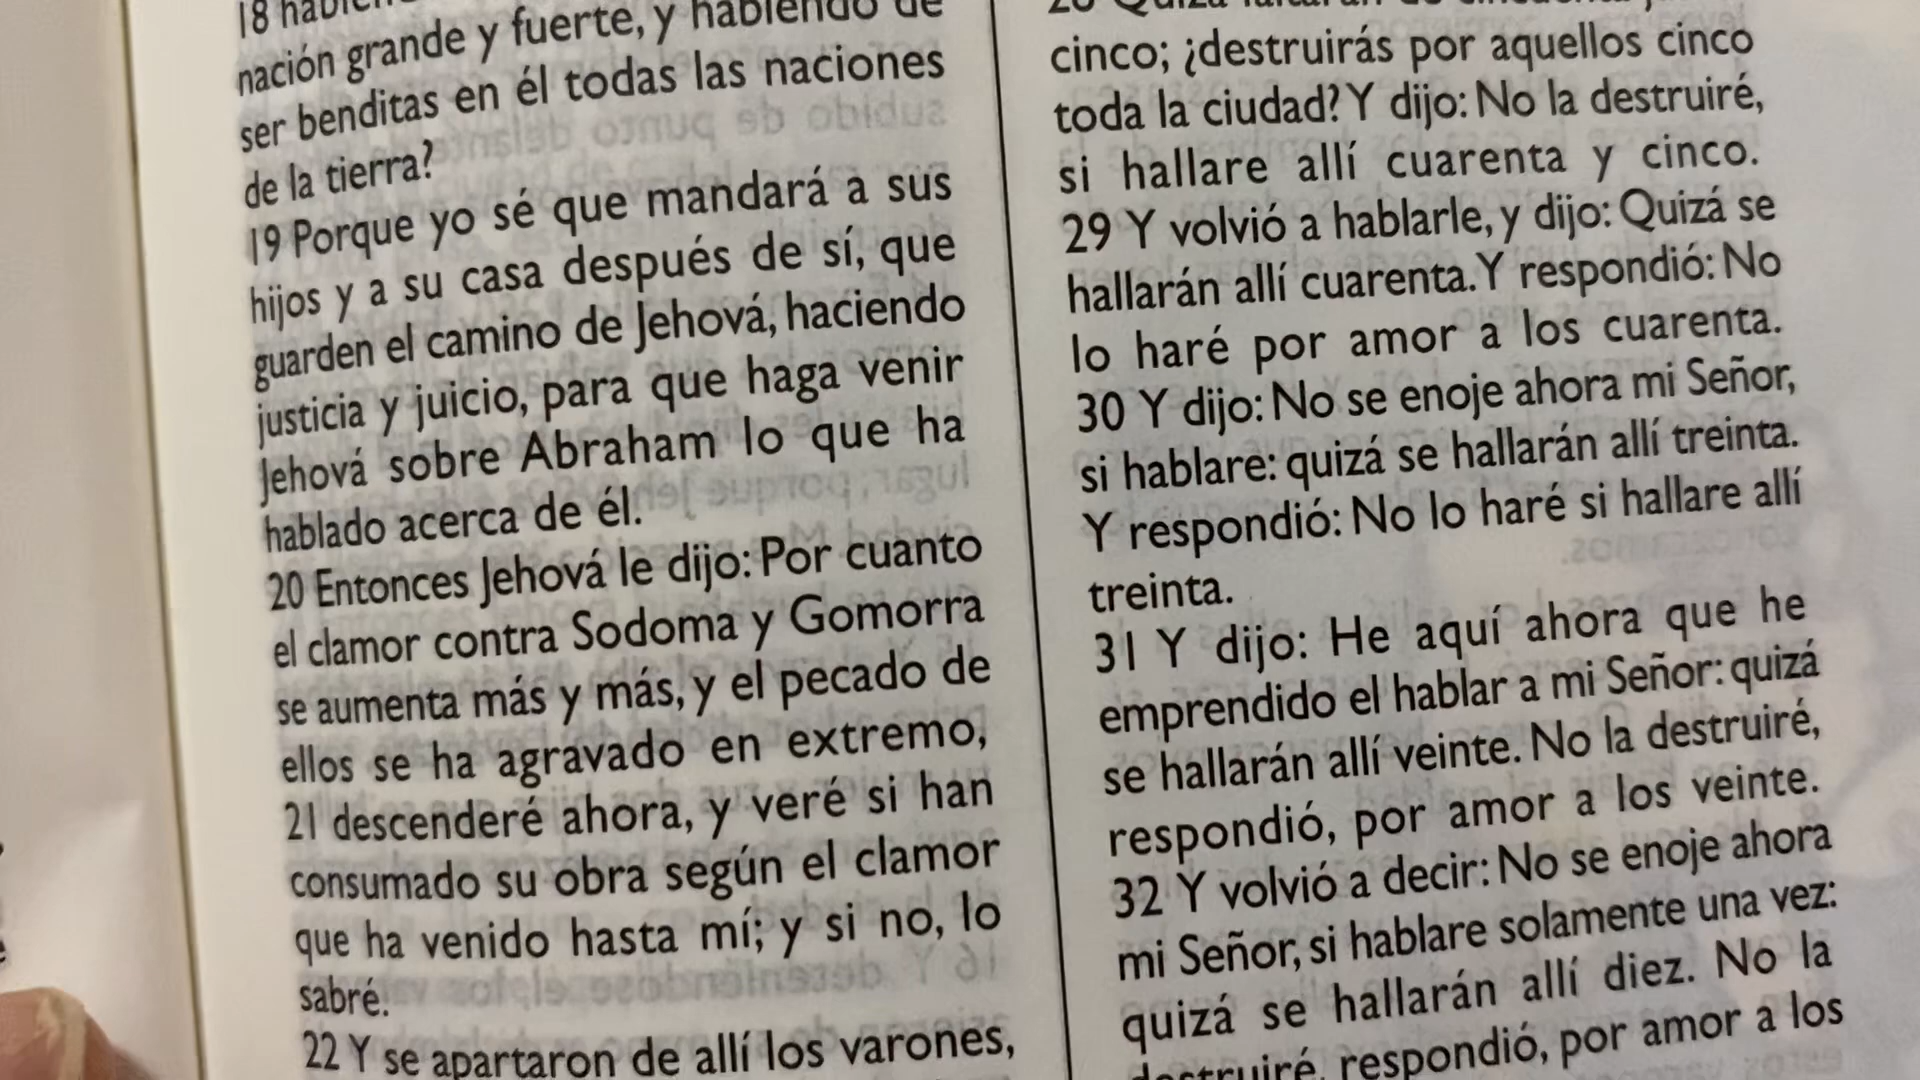 18
nación grande y fuerte, y habiendo de
ser benditas en él todas las naciones
de la tierra?
19 Porque yo sé que mandará a sus
hijos y a su casa después de sí, que
guarden el camino de Jehová, haciendo
justicia y juicio, para que haga venir
Jehová sobre Abraham lo que ha
hablado acerca de él.
20 Entonces Jehová le dijo: Por cuanto
el clamor contra Sodoma y Gomorra
se aumenta más y más, y el pecado de
ellos se ha agravado en extremo,
21 descenderé ahora, y veré si han
consumado su obra según el clamor
que ha venido hasta mí; y si no, lo
sabré.
22 Y se apartaron de allí los varones,
cinco; ¿destruirás por aquellos cinco
toda la ciudad? Y dijo: No la destruiré,
si hallare allí cuarenta y cinco.
29 Y volvió a hablarle, y dijo: Quizá se
hallarán allí cuarenta. Y respondió: No
lo haré por amor a los cuarenta.
30 Y dijo: No se enoje ahora mi Señor,
si hablare: quizá se hallarán allí treinta.
Y respondió: No lo haré si hallare allí
treinta.
31 Y dijo: He aquí ahora que he
emprendido el hablar a mi Señor: quizá
se hallarán allí veinte. No la destruiré,
respondió, por amor a los veinte.
32 Y volvió a decir: No se enoje ahora
mi Señor, si hablare solamente una vez:
quizá se hallarán allí diez. No la
destruiré, respondió, por amor a los